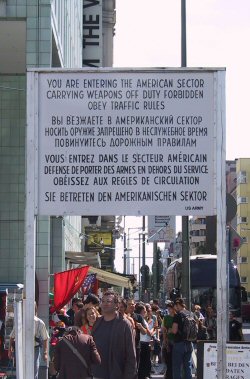 YOU ARE ENTERING THE AMERICAN SECTOR
CARRYING WEAPONS OFF DUTY FORBIDDEN
OBEY TRAFFIC RULES
ВЫ ВЪЕЗЖАЕТЕ В АМЕРИКАНСКИЙ СЕКТОР
НОСИТЬ ОРУЖИЕ ЗАПРЕЩЕНО В НЕСЛУЖЕБНОЕ ВРЕМЯ
ПОВИНУЙТЕСЬ ДОРОЖНЫМ ПРАВИЛАМ
VOUS ENTREZ DANS LE SECTEUR AMÉRICAIN
DÉFENSE DE PORTER DES ARMES EN DEHORS DU SERVICE
OBÉISSEZ AUX RÈGLES DE CIRCULATION
SIE BETRETEN DEN AMERIKANISCHEN SEKTOR
US ARMY